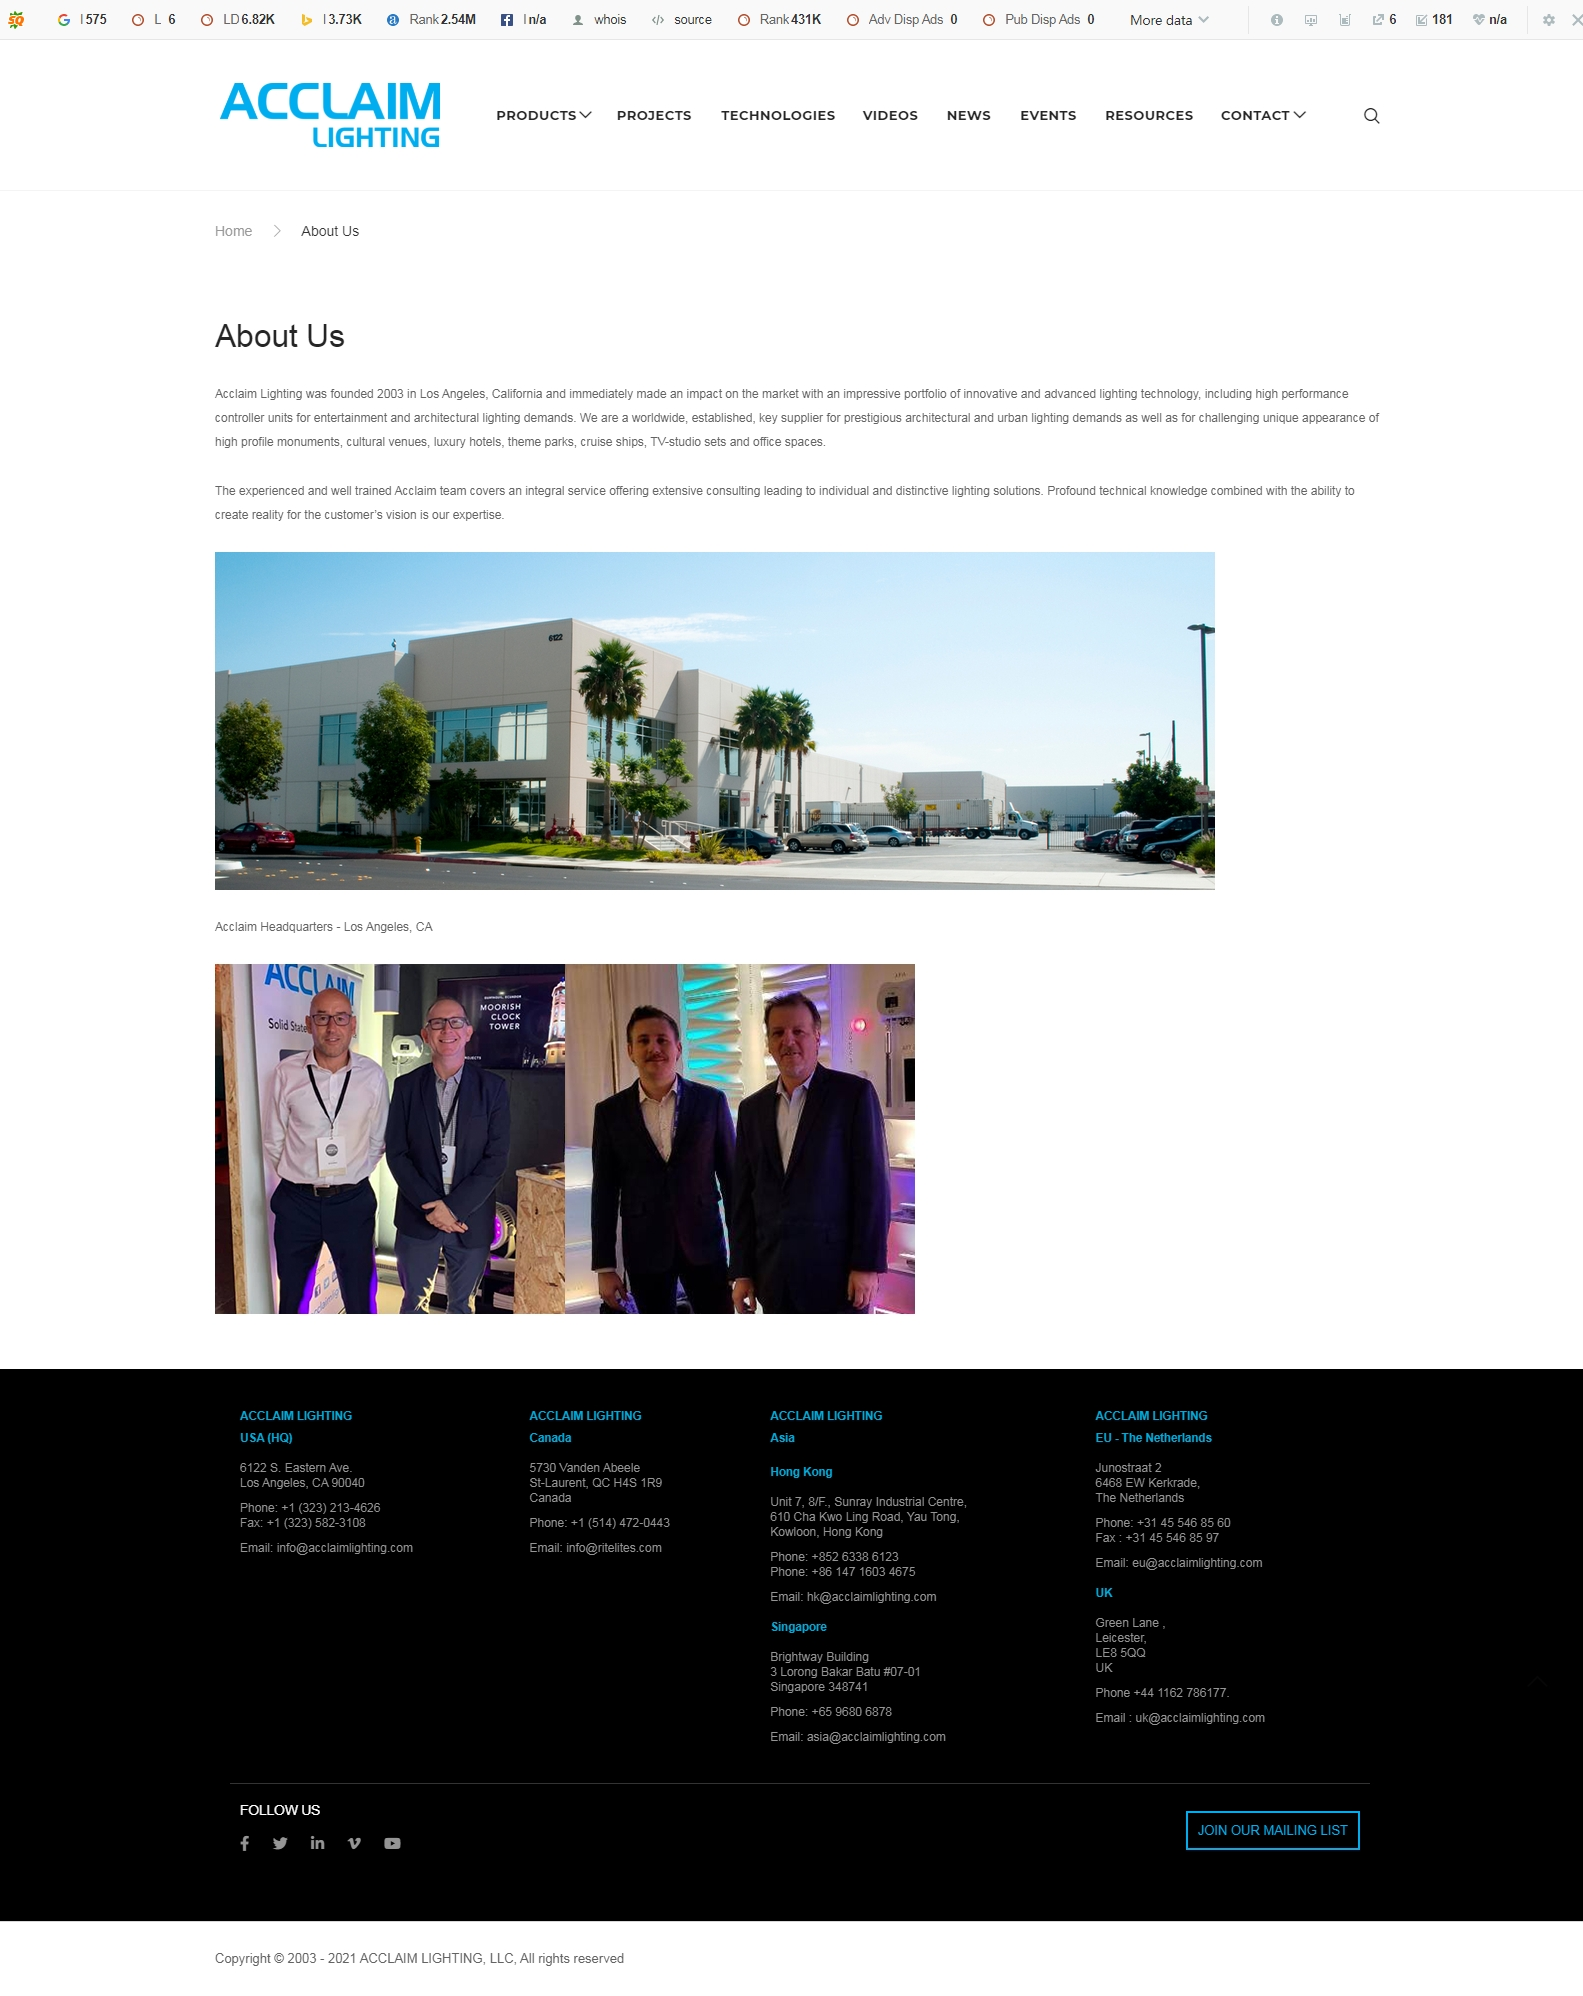 I 575 L 6 LD 6.82K I 3.73K Rank 2.54M I n/a whois source Rank 431K Adv Disp Ads 0 Pub Disp Ads 0 More data 6 181 n/a
ACCLAIM
LIGHTING
PRODUCTS PROJECTS TECHNOLOGIES VIDEOS NEWS EVENTS RESOURCES CONTACT
Home About Us
About Us
Acclaim Lighting was founded 2003 in Los Angeles, California and immediately made an impact on the market with an impressive portfolio of innovative and advanced lighting technology, including high performance
controller units for entertainment and architectural lighting demands. We are a worldwide, established, key supplier for prestigious architectural and urban lighting demands as well as for challenging unique appearance of
high profile monuments, cultural venues, luxury hotels, theme parks, cruise ships, TV-studio sets and office spaces.
The experienced and well trained Acclaim team covers an integral service offering extensive consulting leading to individual and distinctive lighting solutions. Profound technical knowledge combined with the ability to
create reality for the customer's vision is our expertise.
6122
Acclaim Headquarters - Los Angeles, CA
ACCLAIM
Solid State
MOORISH
CLOCK
TOWER
ACCLAIM LIGHTING
USA (HQ)
6122 S. Eastern Ave.
Los Angeles, CA 90040
Phone: +1 (323) 213-4626
Fax: +1 (323) 582-3108
Email: info@acclaimlighting.com
ACCLAIM LIGHTING
Canada
5730 Vanden Abeele
St-Laurent, QC H4S 1R9
Canada
Phone: +1 (514) 472-0443
Email: info@ritelites.com
ACCLAIM LIGHTING
Asia
Hong Kong
Unit 7, 8/F., Sunray Industrial Centre,
610 Cha Kwo Ling Road, Yau Tong,
Kowloon, Hong Kong
Phone: +852 6338 6123
Phone: +86 147 1603 4675
Email: hk@acclaimlighting.com
Singapore
Brightway Building
3 Lorong Bakar Batu #07-01
Singapore 348741
Phone: +65 9680 6878
Email: asia@acclaimlighting.com
ACCLAIM LIGHTING
EU - The Netherlands
Junostraat 2
6468 EW Kerkrade,
The Netherlands
Phone: +31 45 546 85 60
Fax : +31 45 546 85 97
Email: eu@acclaimlighting.com
UK
Green Lane ,
Leicester,
LE8 5QQ
UK
Phone +44 1162 786177.
Email : uk@acclaimlighting.com
FOLLOW US
JOIN OUR MAILING LIST
Copyright © 2003 - 2021 ACCLAIM LIGHTING, LLC, All rights reserved